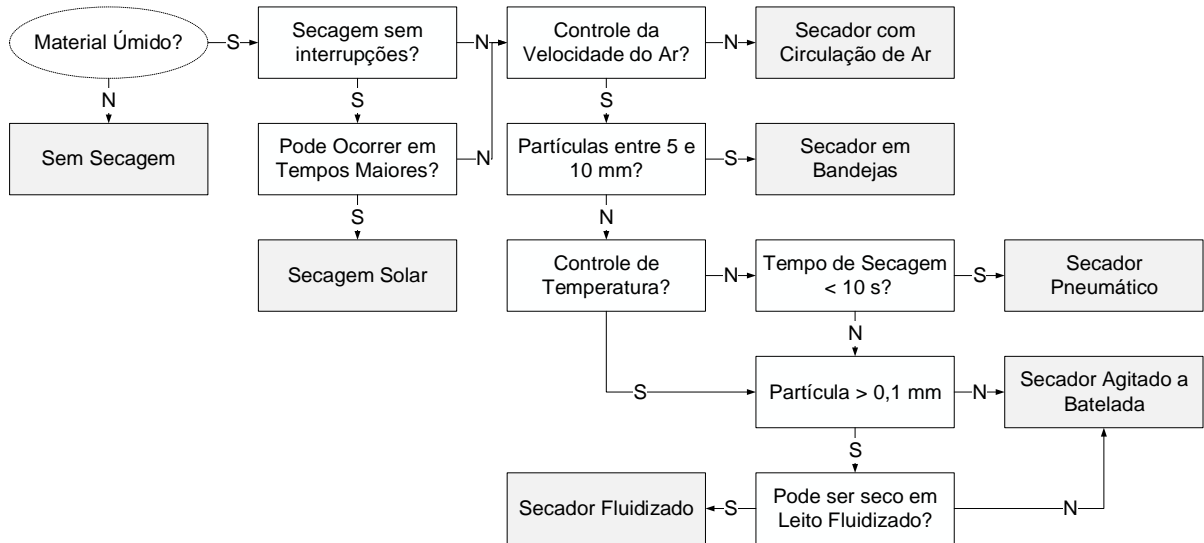 Material Úmido?
S
Secagem sem
interrupções?
N
Controle da
Velocidade do Ar?
N
Secador com
Circulação de Ar
N
S
S
Sem Secagem
Pode Ocorrer em
Tempos Maiores?
N
Partículas entre 5 e
10 mm?
S
Secador em
Bandejas
S
N
Secagem Solar
Controle de
Temperatura?
N
Tempo de Secagem
< 10 s?
S
Secador
Pneumático
N
S
Partícula > 0,1 mm
N
Secador Agitado a
Batelada
S
Secador Fluidizado
S
Pode ser seco em
Leito Fluidizado?
N